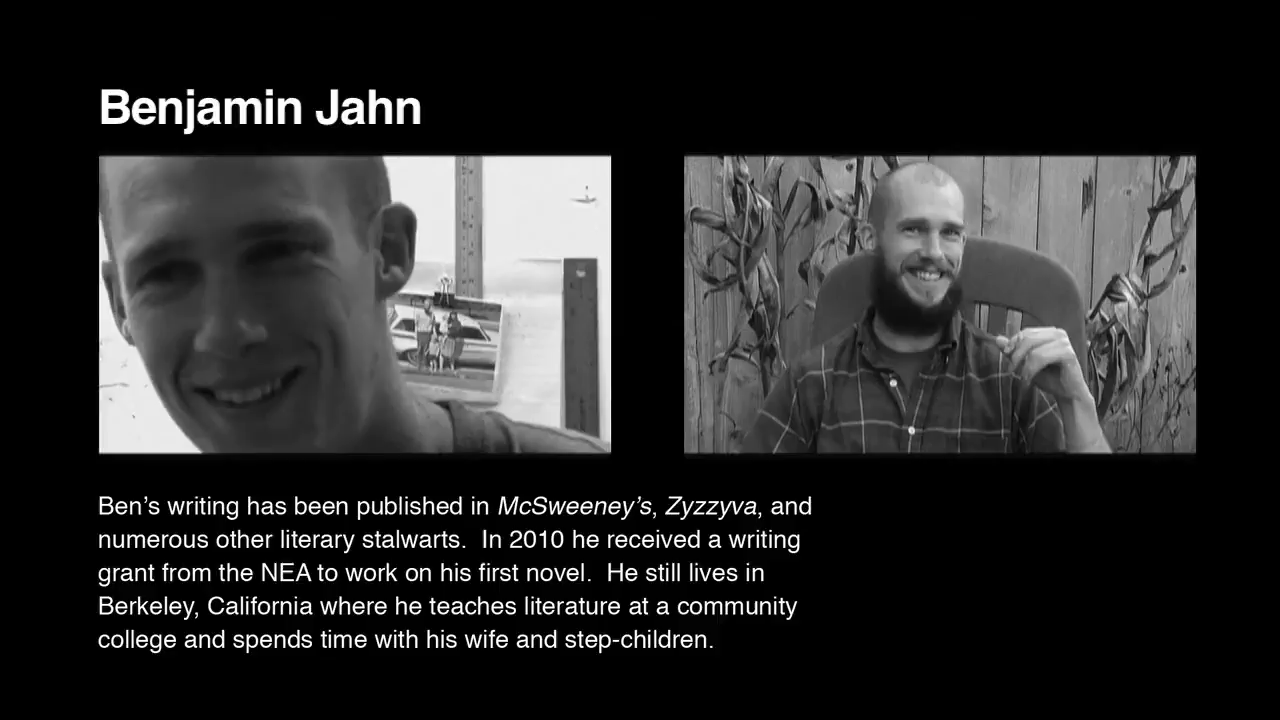 Benjamin Jahn
Ben’s writing has been published in McSweeney’s, Zyzzyva, and
numerous other literary stalwarts.  In 2010 he received a writing
grant from the NEA to work on his first novel.  He still lives in
Berkeley, California where he teaches literature at a community
college and spends time with his wife and step-children.